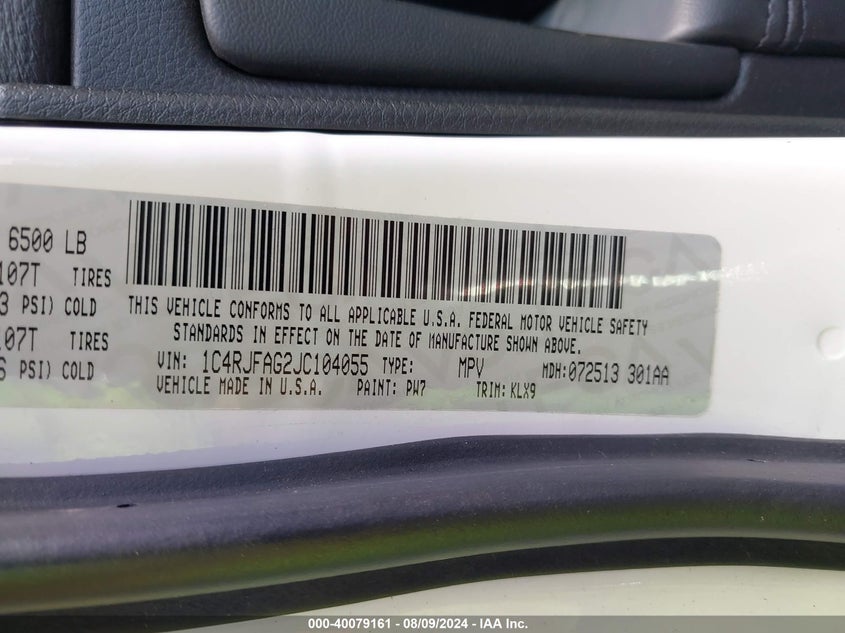 6500 LB
107T TIRES
PSI) COLD
07T TIRES
PSI) COLD
THIS VEHICLE CONFORMS TO ALL APPLICABLE U.S.A. FEDERAL MOTOR VEHICLE SAFETY
STANDARDS IN EFFECT ON THE DATE OF MANUFACTURE SHOWN ABOVE.
VIN: 1C4RJFAG2JC104055 TYPE: MPV MDH: 072513 301AA
VEHICLE MADE IN U.S.A. PAINT: PW7 TRIM: KLX9
000-40079161 - 08/09/2024 - IAA Inc.